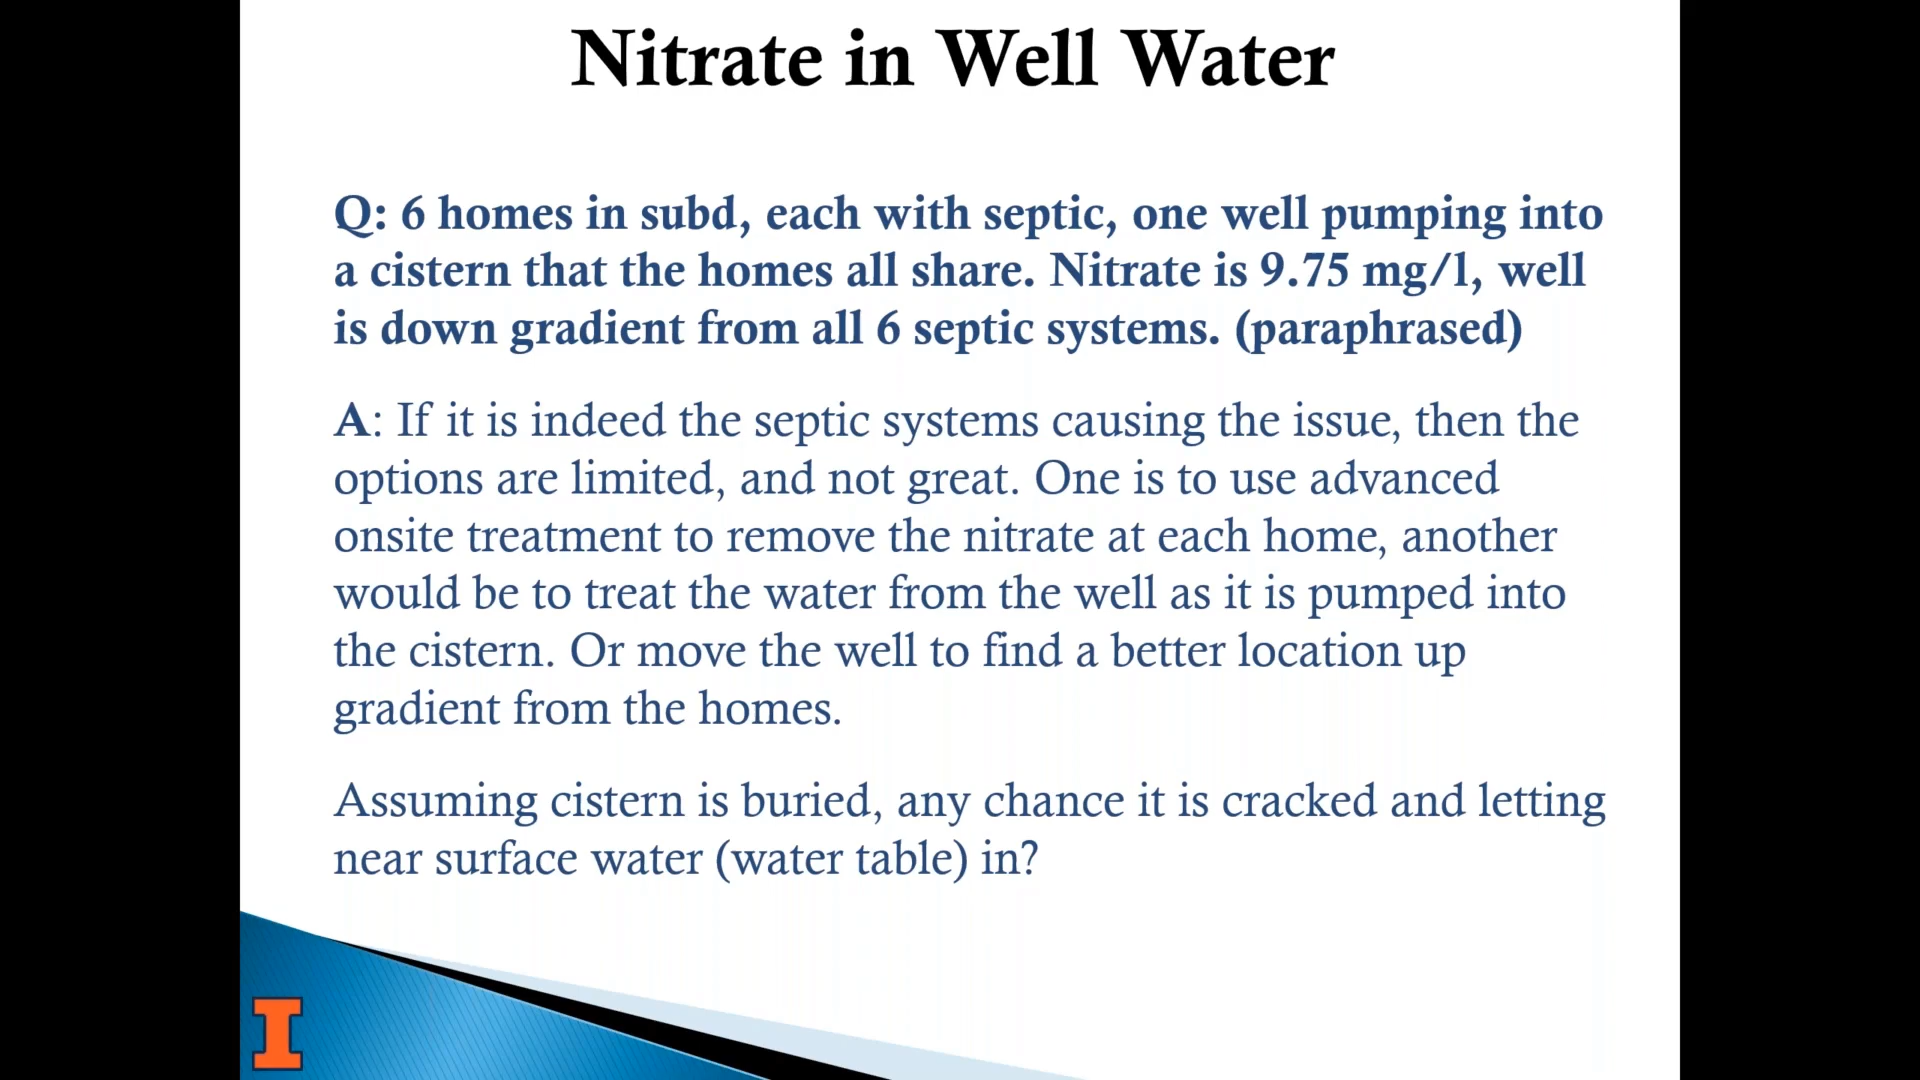 Nitrate in Well Water
Q: 6 homes in subd, each with septic, one well pumping into
a cistern that the homes all share. Nitrate is 9.75 mg/l, well
is down gradient from all 6 septic systems. (paraphrased)
A: If it is indeed the septic systems causing the issue, then the
options are limited, and not great. One is to use advanced
onsite treatment to remove the nitrate at each home, another
would be to treat the water from the well as it is pumped into
the cistern. Or move the well to find a better location up
gradient from the homes.
Assuming cistern is buried, any chance it is cracked and letting
near surface water (water table) in?
I